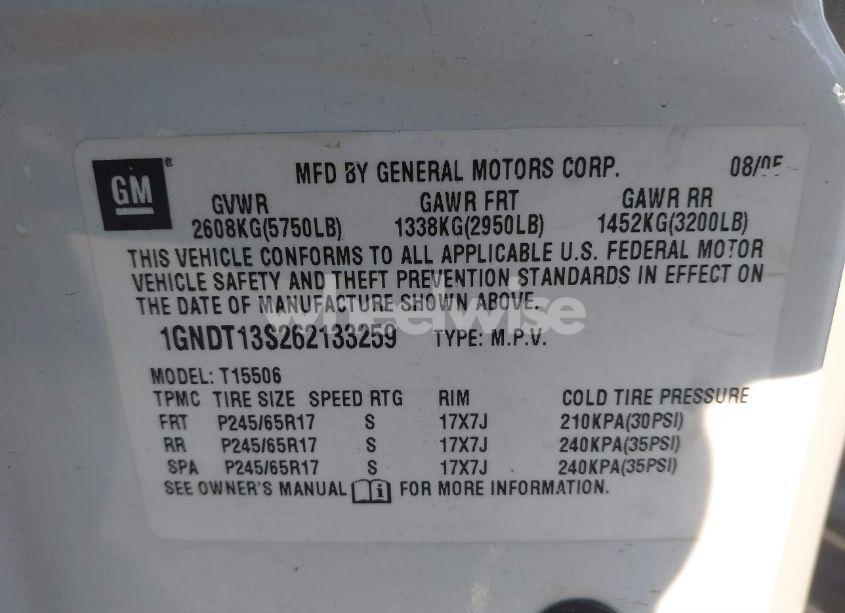 GM ® MFD BY GENERAL MOTORS CORP. 08/05
GVWR GAWR FRT GAWR RR
2608KG(5750LB) 1338KG(2950LB) 1452KG(3200LB)
THIS VEHICLE CONFORMS TO ALL APPLICABLE U.S. FEDERAL MOTOR
VEHICLE SAFETY AND THEFT PREVENTION STANDARDS IN EFFECT ON
THE DATE OF MANUFACTURE SHOWN ABOVE.
wheelwise
1GNDT13S262133259 TYPE: M.P.V.
MODEL: T15506
TPMC TIRE SIZE SPEED RTG RIM COLD TIRE PRESSURE
FRT P245/65R17 S 17X7J 210KPA(30PSI)
RR P245/65R17 S 17X7J 240KPA(35PSI)
SPA P245/65R17 S 17X7J 240KPA(35PSI)
SEE OWNER'S MANUAL i FOR MORE INFORMATION.